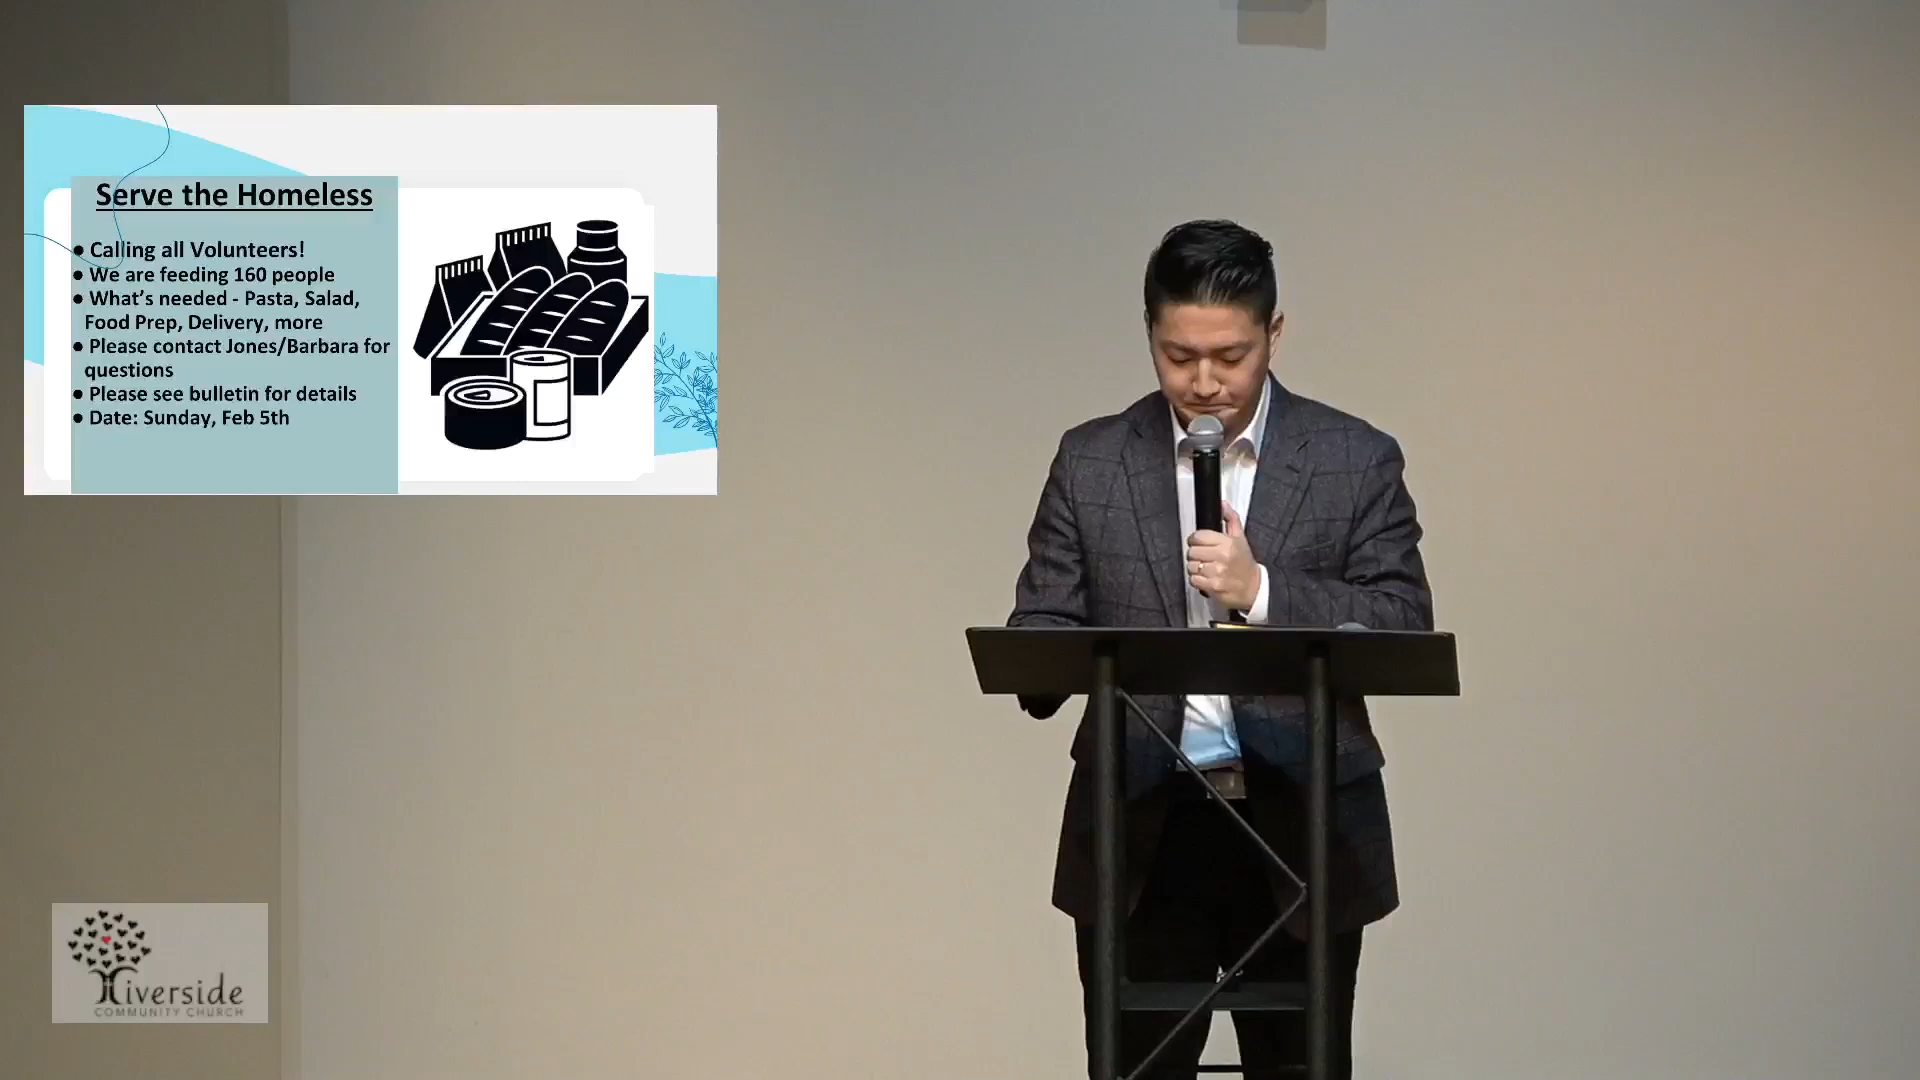 Serve the Homeless
● Calling all Volunteers!
● We are feeding 160 people
● What's needed - Pasta, Salad,
Food Prep, Delivery, more
● Please contact Jones/Barbara for
questions
● Please see bulletin for details
● Date: Sunday, Feb 5th
Riverside
COMMUNITY CHURCH